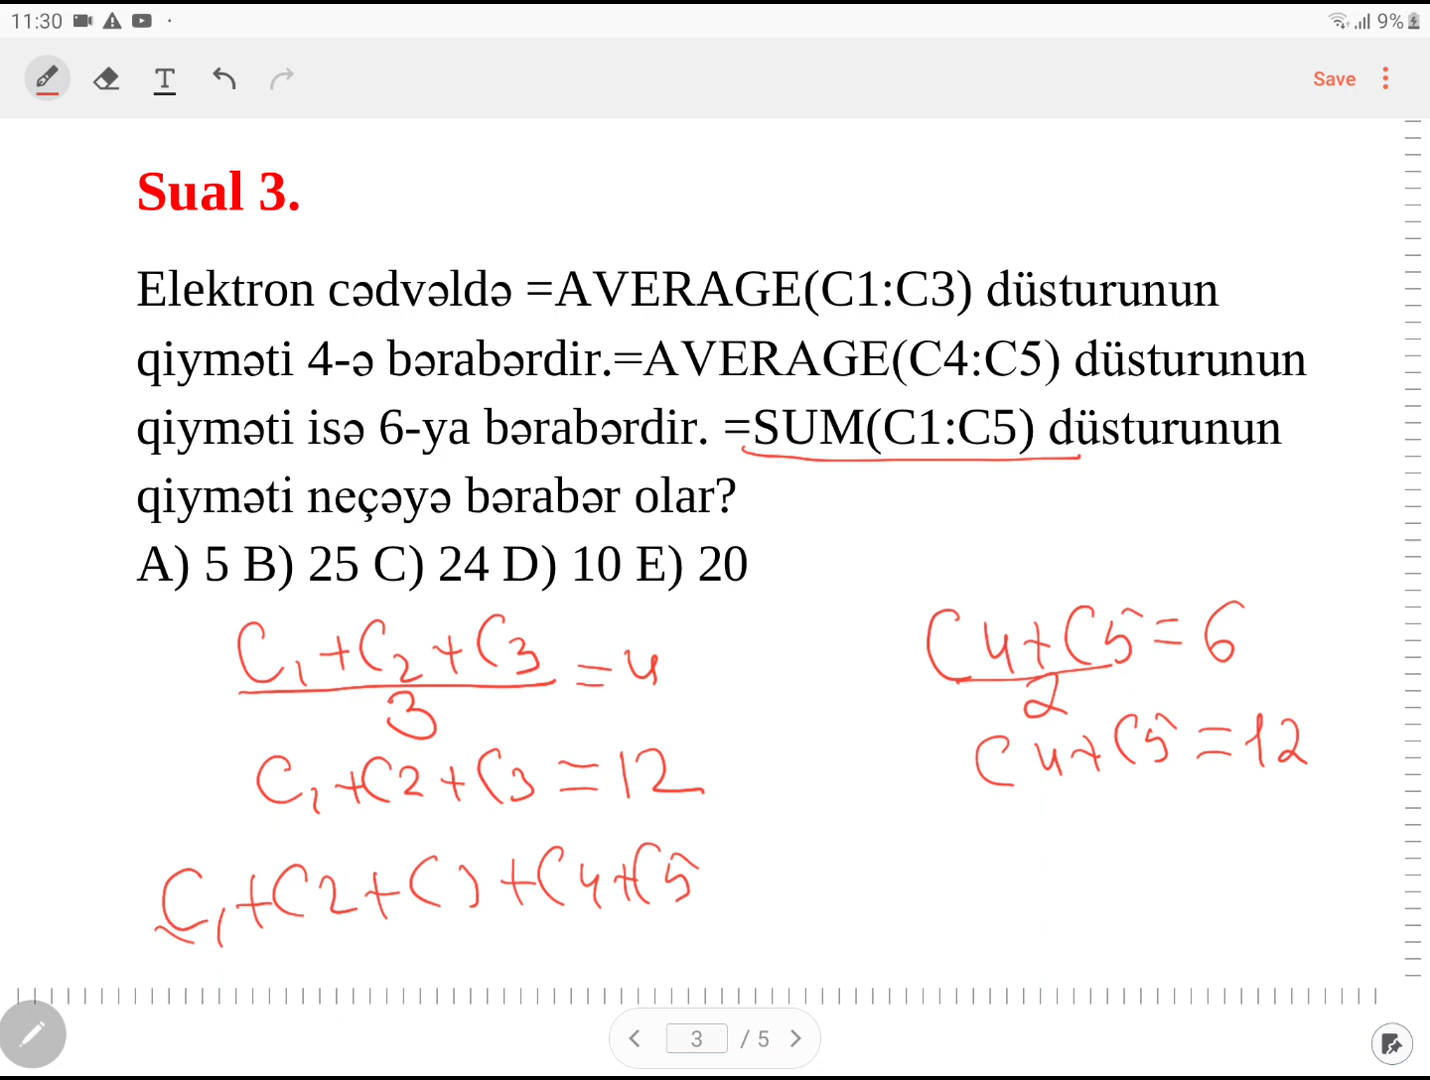 11:30
9%
T
Save
Sual 3.
Elektron cədvəldə =AVERAGE(C1:C3) düsturunun
qiyməti 4-ə bərabərdir.=AVERAGE(C4:C5) düsturunun
qiyməti isə 6-ya bərabərdir. =SUM(C1:C5) düsturunun
qiyməti neçəyə bərabər olar?
A) 5 B) 25 C) 24 D) 10 E) 20
C1+C2+C3 = 4
3
C1+C2+C3=12
C4+C5=6
2
C4+C5=12
C1+C2+C3+C4+C5
3 / 5